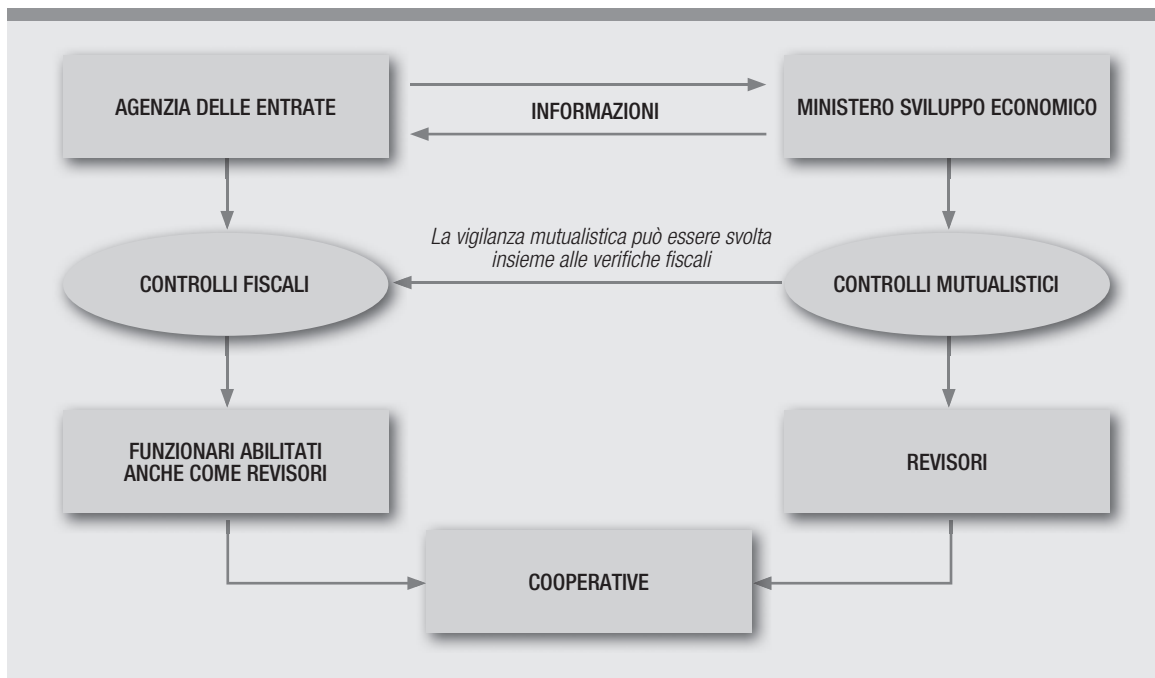 AGENZIA DELLE ENTRATE
INFORMAZIONI
MINISTERO SVILUPPO ECONOMICO
La vigilanza mutualistica può essere svolta
insieme alle verifiche fiscali
CONTROLLI FISCALI
CONTROLLI MUTUALISTICI
FUNZIONARI ABILITATI
ANCHE COME REVISORI
REVISORI
COOPERATIVE